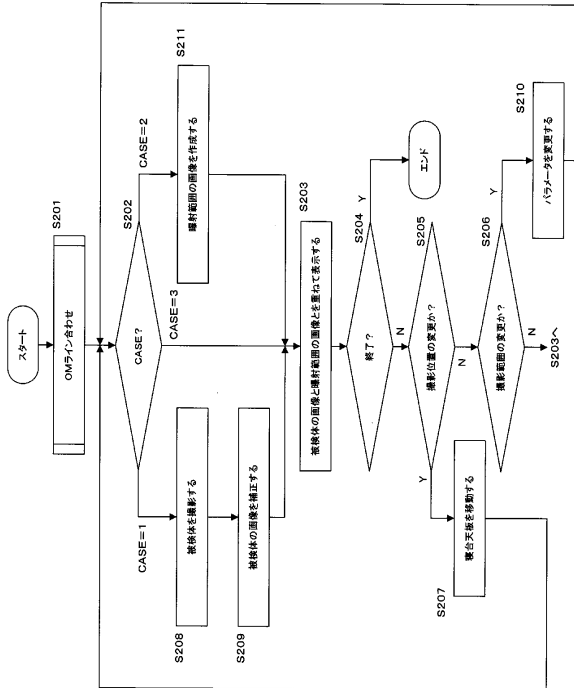 スタート
OMライン合わせ
S201
CASE?
S202
CASE=1
CASE=2
CASE=3
被検体を撮影する
S208
被検体の画像を補正する
S209
曝射範囲の画像を作成する
S211
被検体の画像と曝射範囲の画像とを重ねて表示する
S203
終了?
S204
Y
エンド
N
撮影位置の変更か?
S205
Y
寝台天板を移動する
S207
N
撮影範囲の変更か?
S206
Y
パラメータを変更する
S210
N
S203へ